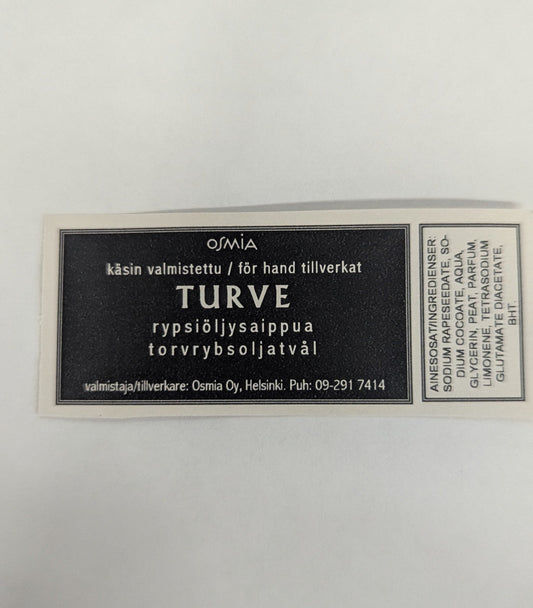 OSMIA
käsin valmistettu / för hand tillverkat
TURVE
rypsiöljysaippua
torvrybsoljatvål
valmistaja/tillverkare: Osmia Oy, Helsinki. Puh: 09-291 7414
AINESOSAT/INGREDIENSER:
SODIUM RAPESEEDATE, SO-
DIUM COCOATE, AQUA,
GLYCERIN, PEAT, PARFUM,
LIMONENE, TETRASODIUM
GLUTAMATE DIACETATE,
BHT.